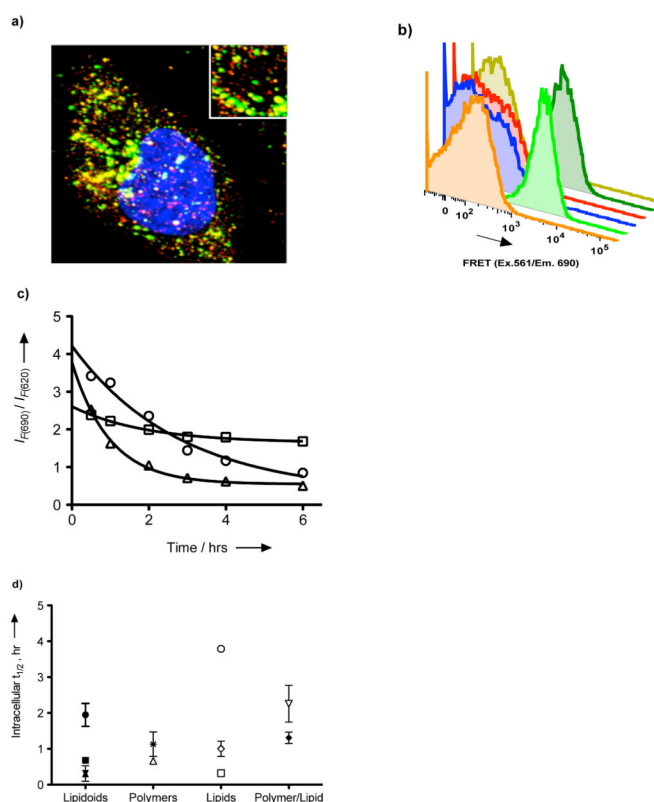 a)
b)
0 10² 10³ 10⁴ 10⁵
FRET (Ex.561/Em. 690)
c)
I_F(690) / I_F(620)
5
4
3
2
1
0
0 2 4 6
Time / hrs
d)
Intracellular t_1/2, hr
5
4
3
2
1
0
Lipidoids Polymers Lipids Polymer/Lipid